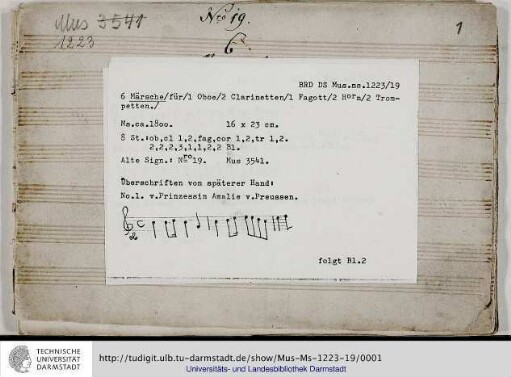 Mus 3541
1223
Nro 19.
6
1
BRD DS Mus.ms.1223/19
6 Märsche/für/1 Oboe/2 Clarinetten/1 Fagott/2 Horn/2 Trom-
petten./
Ms.ca.1800. 16 x 23 cm.
8 St.:ob,cl 1,2,fag,cor 1,2,tr 1,2.
2,2,2,3,1,1,2,2 Bl.
Alte Sign.: Nro 19. Mus 3541.
Überschriften von späterer Hand:
No.1. v.Prinzessin Amalie v.Preussen.
folgt Bl.2
TECHNISCHE
UNIVERSITÄT
DARMSTADT
http://tudigit.ulb.tu-darmstadt.de/show/Mus-Ms-1223-19/0001
Universitäts- und Landesbibliothek Darmstadt